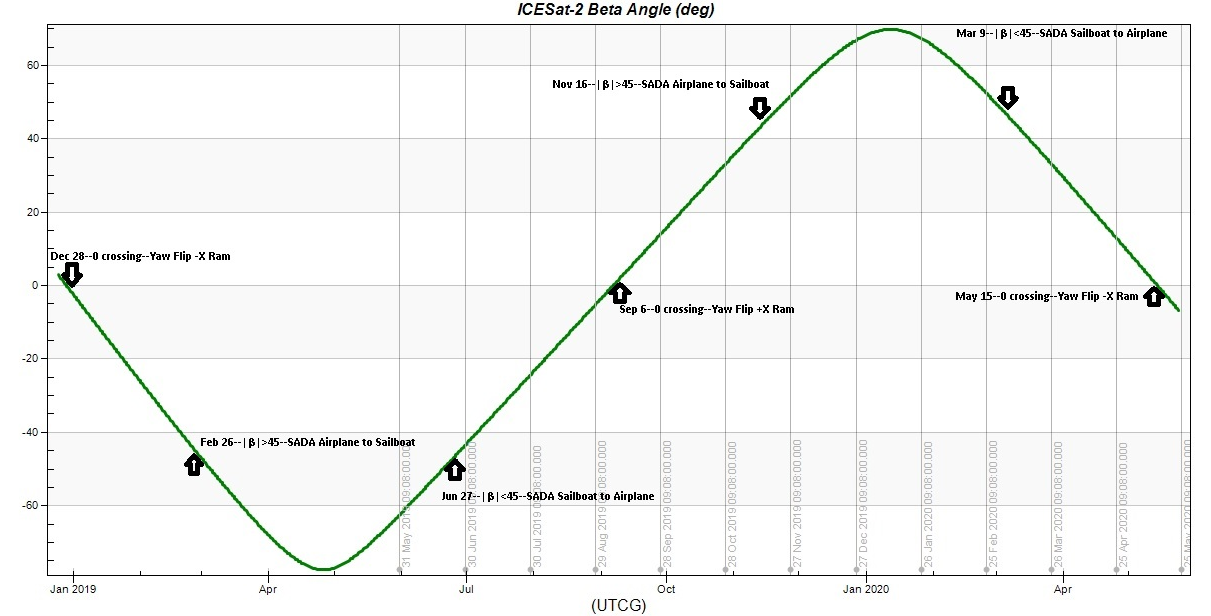 ICESat-2 Beta Angle (deg)
Mar 9--|β|<45--SADA Sailboat to Airplane
60
Nov 16--|β|>45--SADA Airplane to Sailboat
40
20
Dec 28--0 crossing--Yaw Flip -X Ram
0
May 15--0 crossing--Yaw Flip -X Ram
Sep 6--0 crossing--Yaw Flip +X Ram
-20
-40
Feb 26--|β|>45--SADA Airplane to Sailboat
Jun 27--|β|<45--SADA Sailboat to Airplane
-60
31 May 2019 09:08:00.000
30 Jun 2019 09:08:00.000
30 Jul 2019 09:08:00.000
29 Aug 2019 09:08:00.000
28 Sep 2019 09:08:00.000
28 Oct 2019 09:08:00.000
27 Nov 2019 09:08:00.000
27 Dec 2019 09:08:00.000
26 Jan 2020 09:08:00.000
25 Feb 2020 09:08:00.000
26 Mar 2020 09:08:00.000
25 Apr 2020 09:08:00.000
25 May 2020 09:08:00.000
Jan 2019
Apr
Jul
Oct
Jan 2020
Apr
(UTCG)